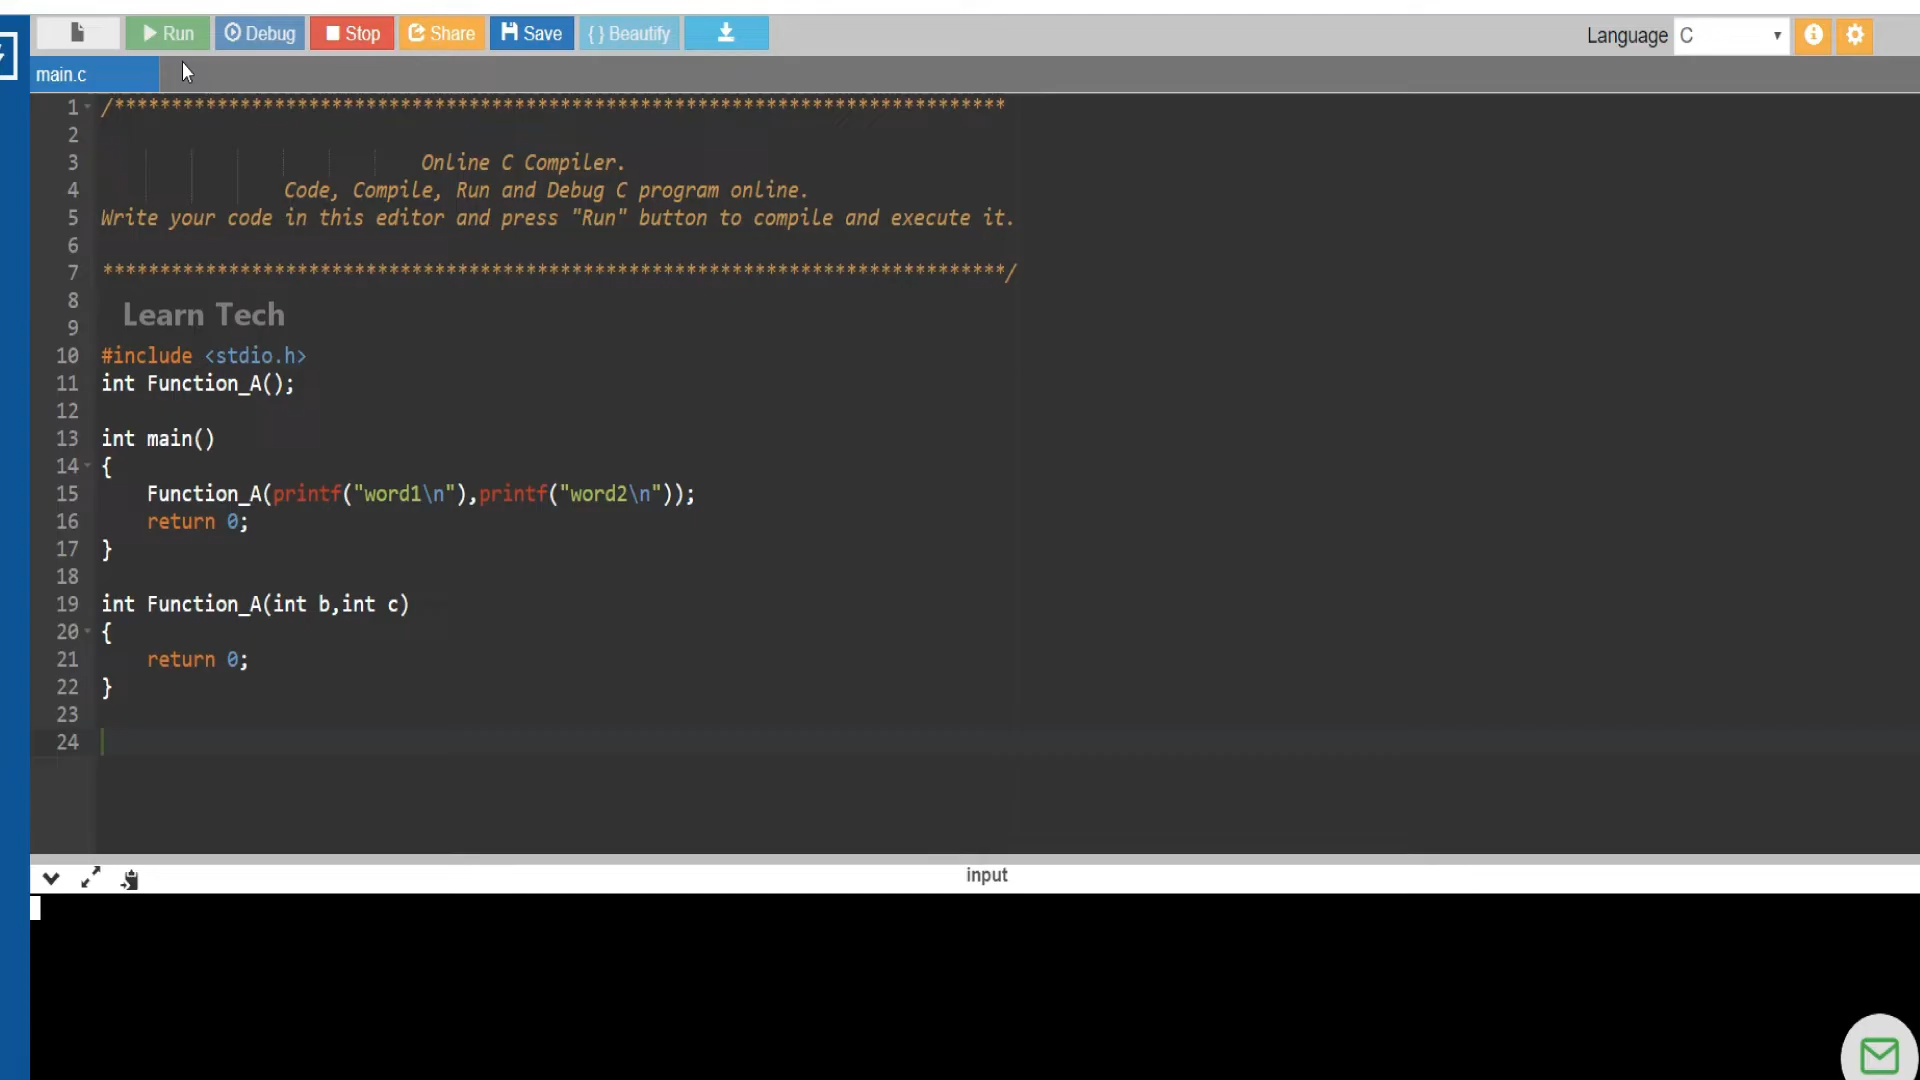 Run Debug Stop Share Save { } Beautify Language C
main.c
1 /******************************************************************************
2
3 Online C Compiler.
4 Code, Compile, Run and Debug C program online.
5 Write your code in this editor and press "Run" button to compile and execute it.
6
7 *******************************************************************************/
8
Learn Tech
9
10 #include <stdio.h>
11 int Function_A();
12
13 int main()
14 {
15 Function_A(printf("word1\n"),printf("word2\n"));
16 return 0;
17 }
18
19 int Function_A(int b,int c)
20 {
21 return 0;
22 }
23
24
input